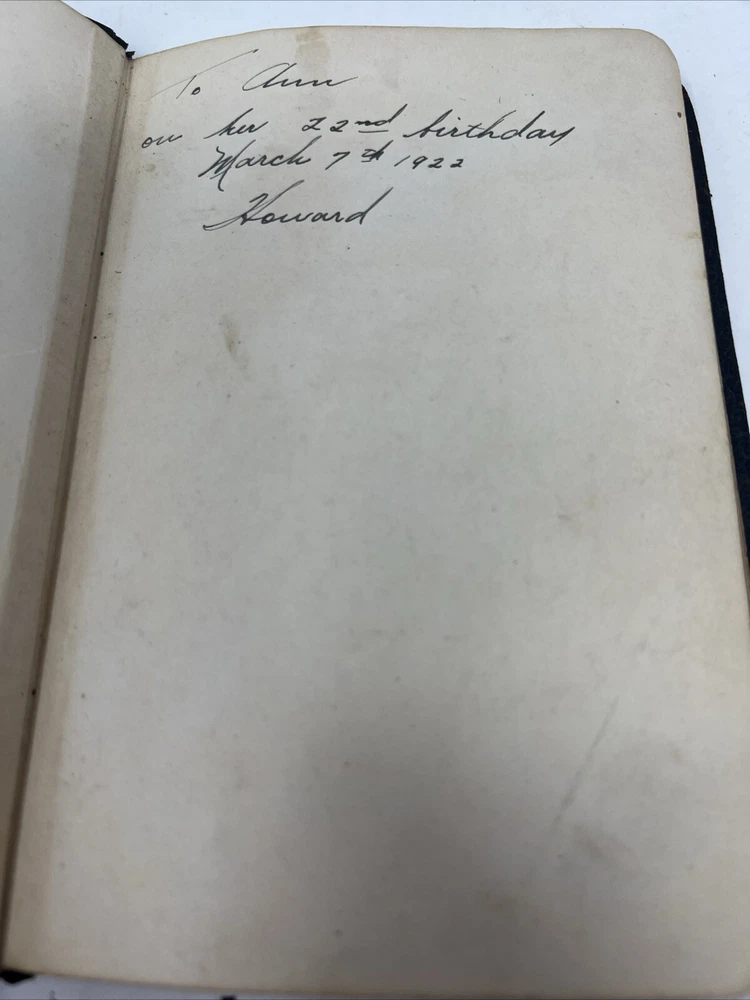 To Ann
on her 22nd birthday
March 7th 1922
Howard